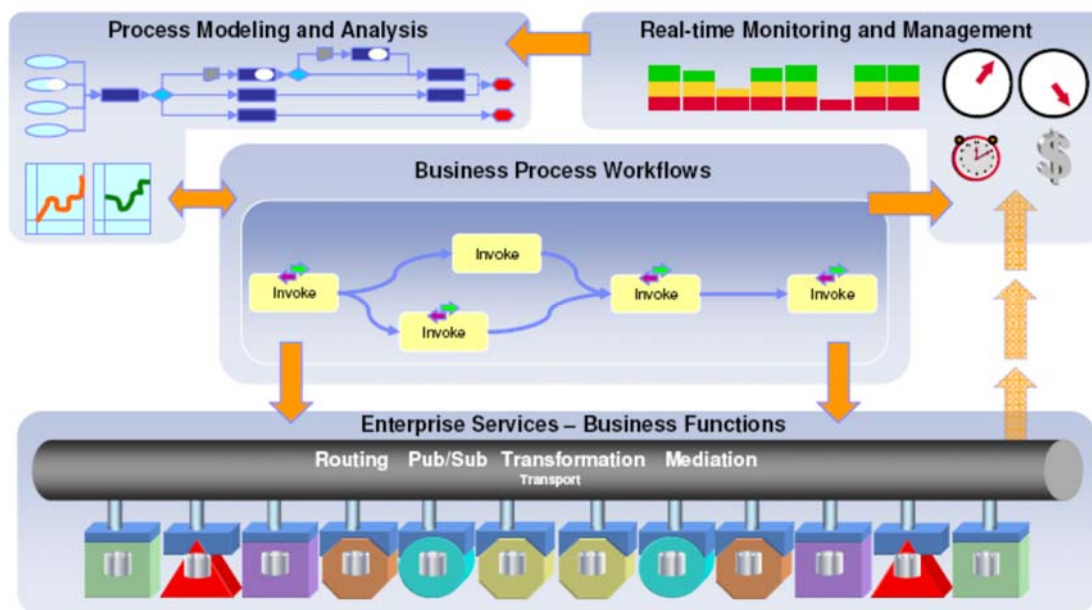 Process Modeling and Analysis
Real-time Monitoring and Management
Business Process Workflows
Invoke
Invoke
Invoke
Invoke
Invoke
Enterprise Services – Business Functions
Routing Pub/Sub Transformation Mediation
Transport